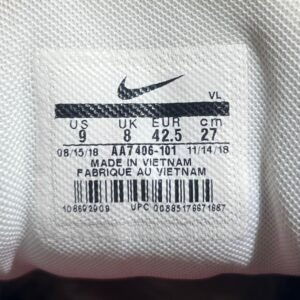 VL
US UK EUR cm
9 8 42.5 27
08/15/18 AA7406-101 11/14/18
MADE IN VIETNAM
FABRIQUE AU VIETNAM
108692909 UPC 00885178871887